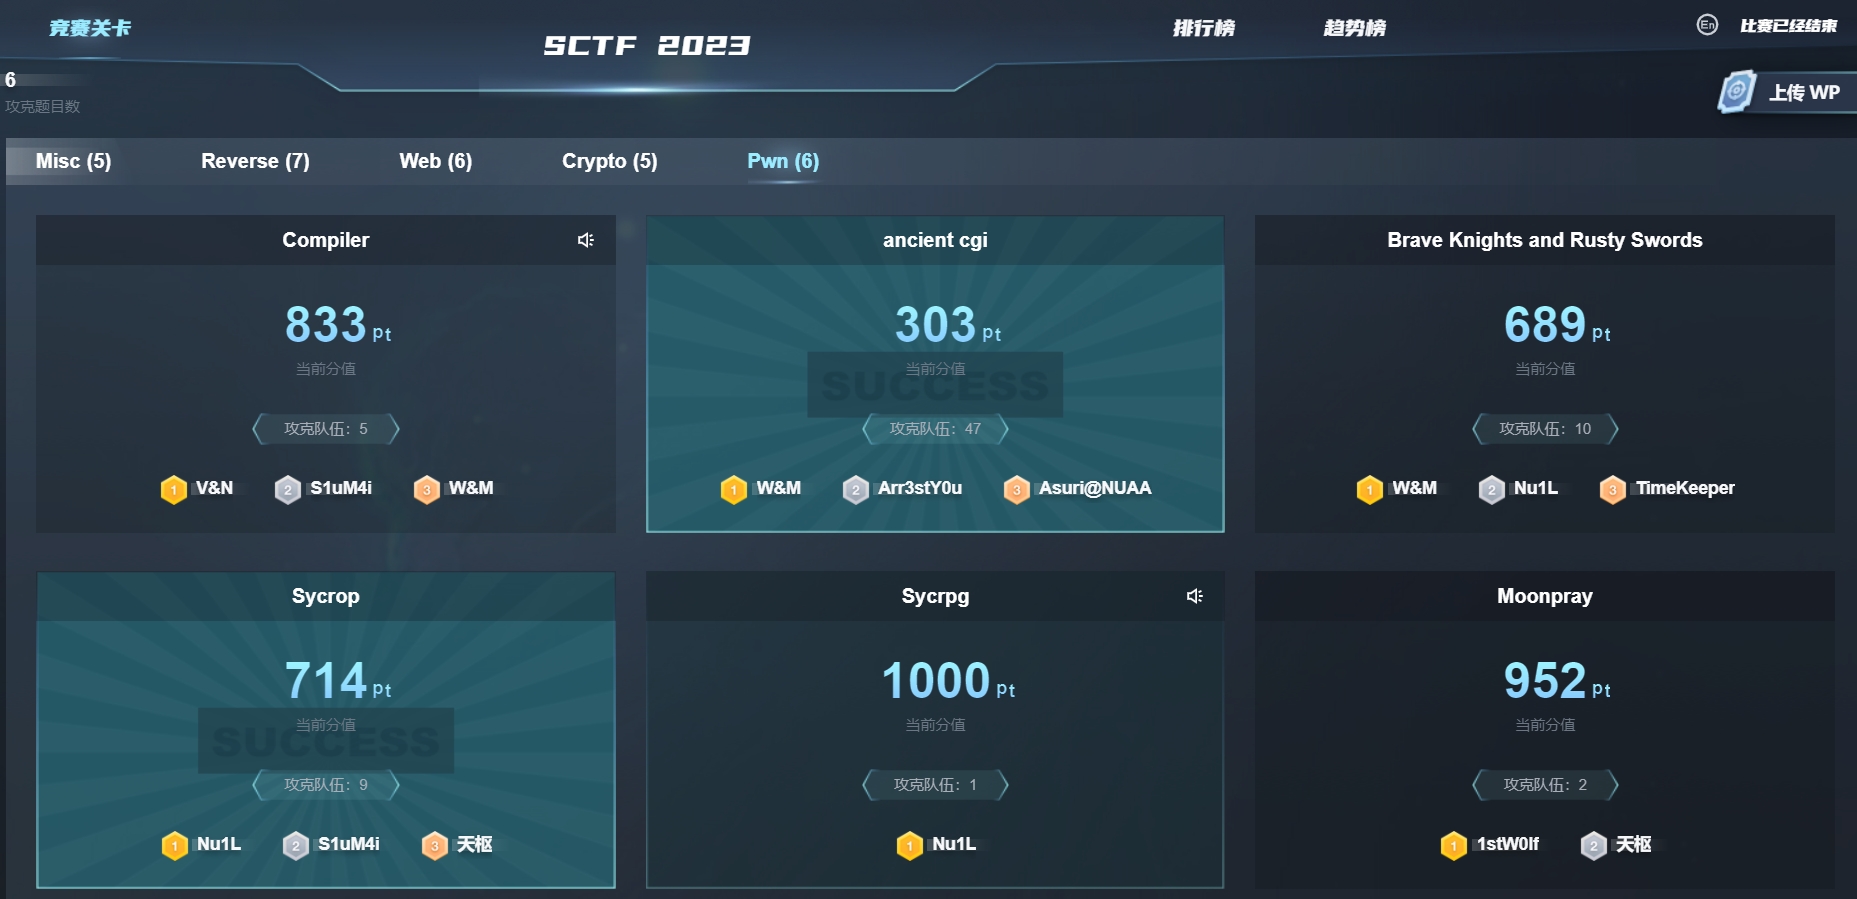 竞赛关卡
SCTF 2023
排行榜
趋势榜
En
比赛已经结束
6
攻克题目数
上传 WP
Misc (5)
Reverse (7)
Web (6)
Crypto (5)
Pwn (6)
Compiler
833 pt
当前分值
攻克队伍：5
1 V&N
2 S1uM4i
3 W&M
ancient cgi
303 pt
当前分值
SUCCESS
攻克队伍：47
1 W&M
2 Arr3stY0u
3 Asuri@NUAA
Brave Knights and Rusty Swords
689 pt
当前分值
攻克队伍：10
1 W&M
2 Nu1L
3 TimeKeeper
Sycrop
714 pt
当前分值
SUCCESS
攻克队伍：9
1 Nu1L
2 S1uM4i
3 天枢
Sycrpg
1000 pt
当前分值
攻克队伍：1
1 Nu1L
Moonpray
952 pt
当前分值
攻克队伍：2
1 1stW0lf
2 天枢